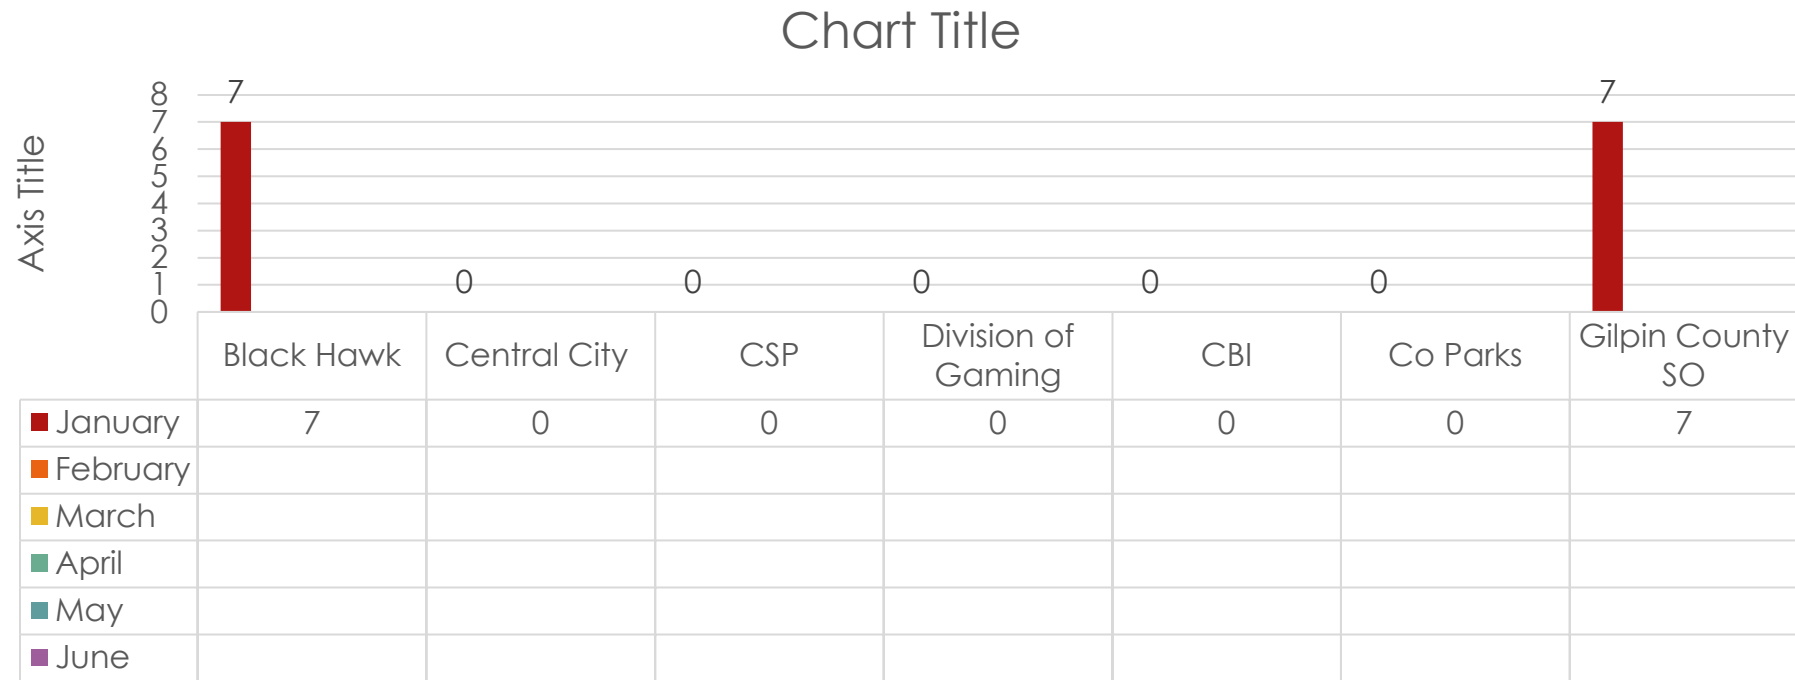 Chart Title
Axis Title
8
7
6
5
4
3
2
1
0
7 0 0 0 0 0 7
Black Hawk Central City CSP Division of Gaming CBI Co Parks Gilpin County SO
January 7 0 0 0 0 0 7
February
March
April
May
June